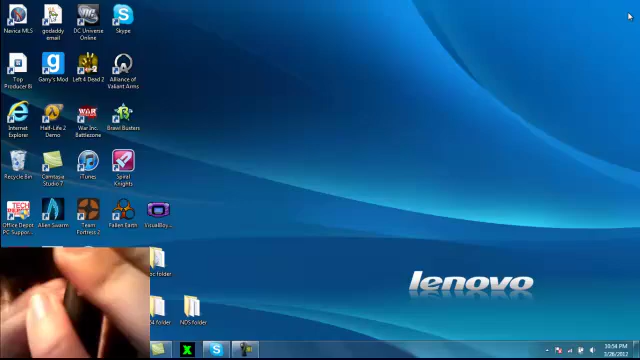 Navica MLS
godaddy email
DC Universe Online
Skype
Top Producer 8i
Gary's Mod
Left 4 Dead 2
Alliance of Valiant Arms
Internet Explorer
Half-Life 2 Demo
War Inc. Battlezone
Brawl Busters
Recycle Bin
Camtasia Studio 7
iTunes
Spiral Knights
Office Depot PC Suppor...
Alien Swarm
Team Fortress 2
Fallen Earth
VisualBoy...
folder
folder
NDS folder
lenovo
10:54 PM
3/26/2012